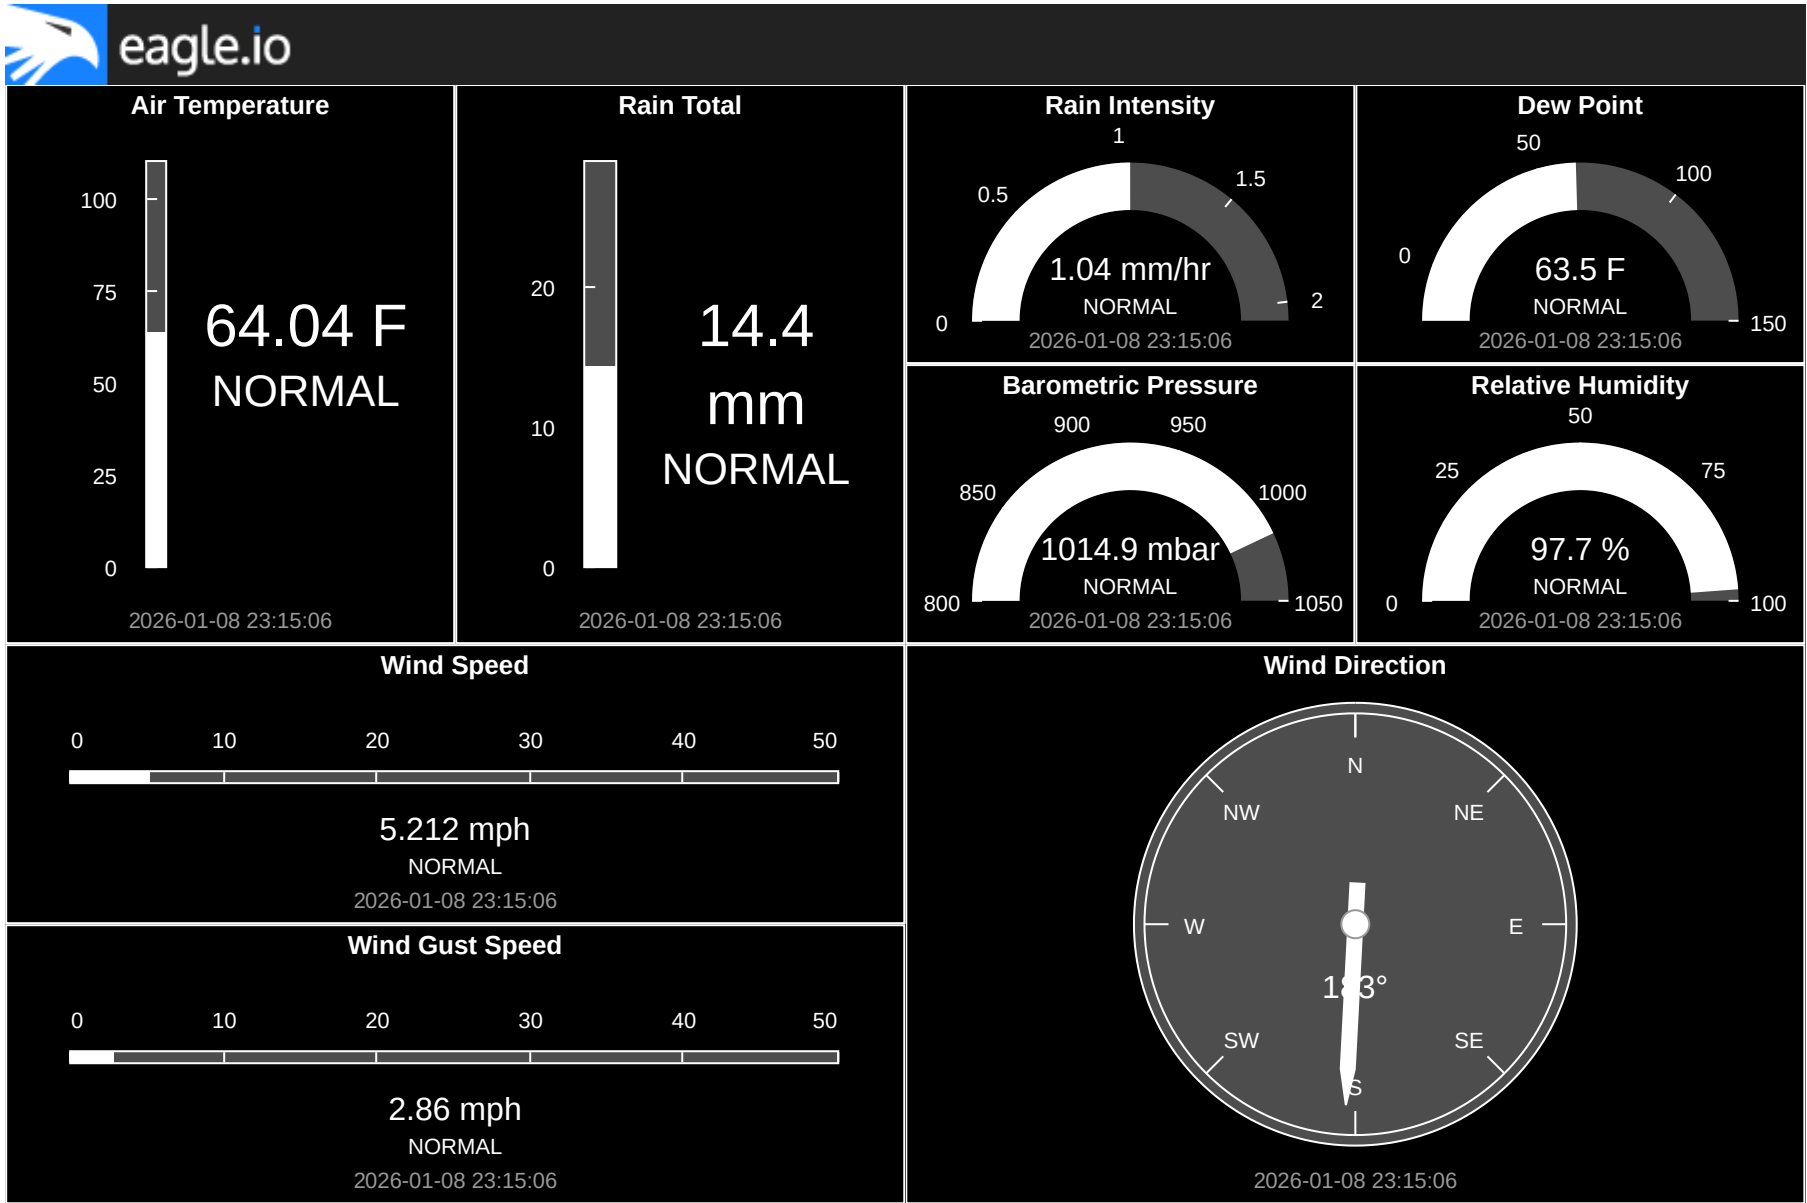 eagle.io
Air Temperature
100
75
50
25
0
64.04 F
NORMAL
2026-01-08 23:15:06
Rain Total
20
10
0
14.4
mm
NORMAL
2026-01-08 23:15:06
Rain Intensity
0
0.5
1
1.5
2
1.04 mm/hr
NORMAL
2026-01-08 23:15:06
Dew Point
0
50
100
150
63.5 F
NORMAL
2026-01-08 23:15:06
Barometric Pressure
800
850
900
950
1000
1050
1014.9 mbar
NORMAL
2026-01-08 23:15:06
Relative Humidity
0
25
50
75
100
97.7 %
NORMAL
2026-01-08 23:15:06
Wind Speed
0 10 20 30 40 50
5.212 mph
NORMAL
2026-01-08 23:15:06
Wind Gust Speed
0 10 20 30 40 50
2.86 mph
NORMAL
2026-01-08 23:15:06
Wind Direction
N
NW NE
W E
183°
SW SE
S
2026-01-08 23:15:06